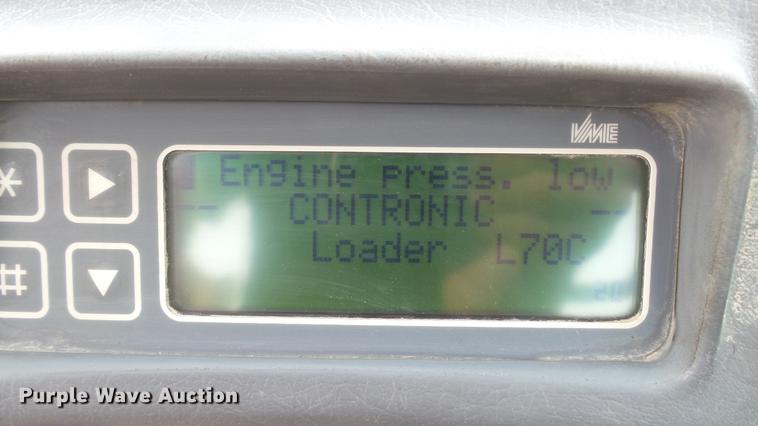 VME
Engine press. low
-- CONTRONIC --
Loader L70C
*
#
Purple Wave Auction